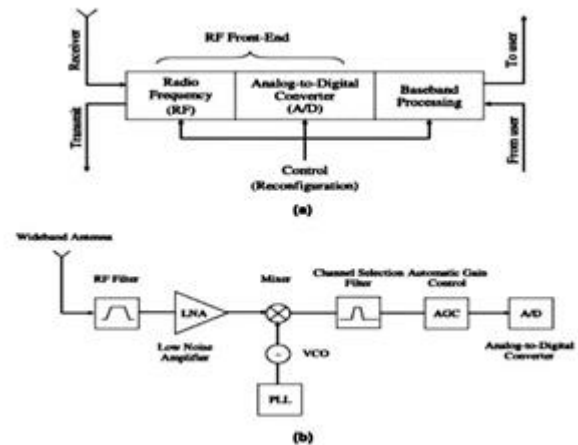 RF Front-End
Receiver
Transmit
Radio
Frequency
(RF)
Analog-to-Digital
Converter
(A/D)
Baseband
Processing
To user
From user
Control
(Reconfiguration)
(a)
Wideband Antenna
RF Filter
LNA
Low Noise
Amplifier
Mixer
VCO
PLL
Channel Selection
Filter
Automatic Gain
Control
AGC
A/D
Analog-to-Digital
Converter
(b)